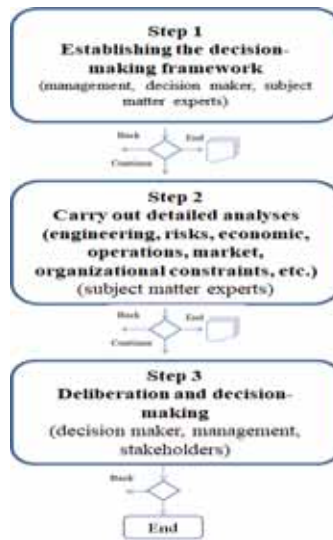 Step 1
Establishing the decision-
making framework
(management, decision maker, subject
matter experts)
Back End
Continue
Step 2
Carry out detailed analyses
(engineering, risks, economic,
operations, market,
organizational constraints, etc.)
(subject matter experts)
Back End
Continue
Step 3
Deliberation and decision-
making
(decision maker, management,
stakeholders)
Back
End